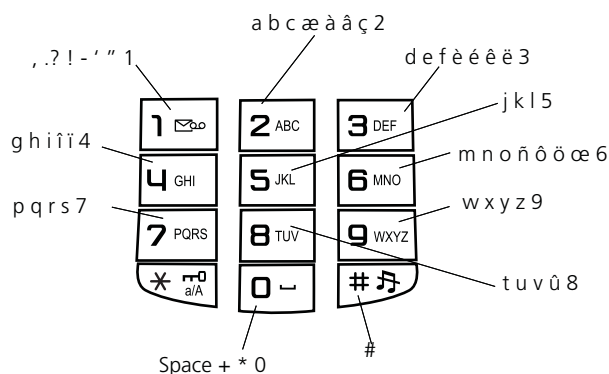 a b c æ à â ç 2
, .? ! - ‘ ” 1
d e f è é ê ë 3
j k l 5
1
2 ABC
3 DEF
g h i î ï 4
m n o ñ ô ö œ 6
4 GHI
5 JKL
6 MNO
p q r s 7
w x y z 9
7 PQRS
8 TUV
9 WXYZ
t u v û 8
* a/A
0
#
#
Space + * 0